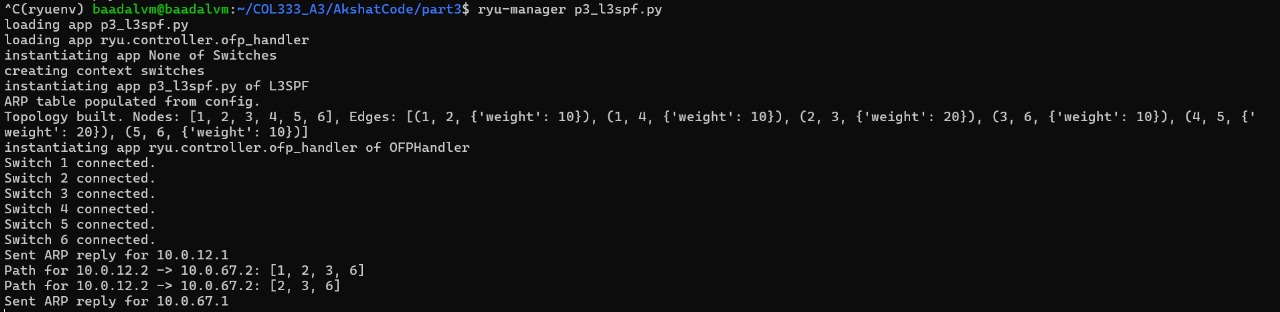 ^C(ryuenv) baadalvm@baadalvm:~/COL333_A3/AkshatCode/part3$ ryu-manager p3_l3spf.py
loading app p3_l3spf.py
loading app ryu.controller.ofp_handler
instantiating app None of Switches
creating context switches
instantiating app p3_l3spf.py of L3SPF
ARP table populated from config.
Topology built. Nodes: [1, 2, 3, 4, 5, 6], Edges: [(1, 2, {'weight': 10}), (1, 4, {'weight': 10}), (2, 3, {'weight': 20}), (3, 6, {'weight': 10}), (4, 5, {'
weight': 20}), (5, 6, {'weight': 10})]
instantiating app ryu.controller.ofp_handler of OFPHandler
Switch 1 connected.
Switch 2 connected.
Switch 3 connected.
Switch 4 connected.
Switch 5 connected.
Switch 6 connected.
Sent ARP reply for 10.0.12.1
Path for 10.0.12.2 -> 10.0.67.2: [1, 2, 3, 6]
Path for 10.0.12.2 -> 10.0.67.2: [2, 3, 6]
Sent ARP reply for 10.0.67.1